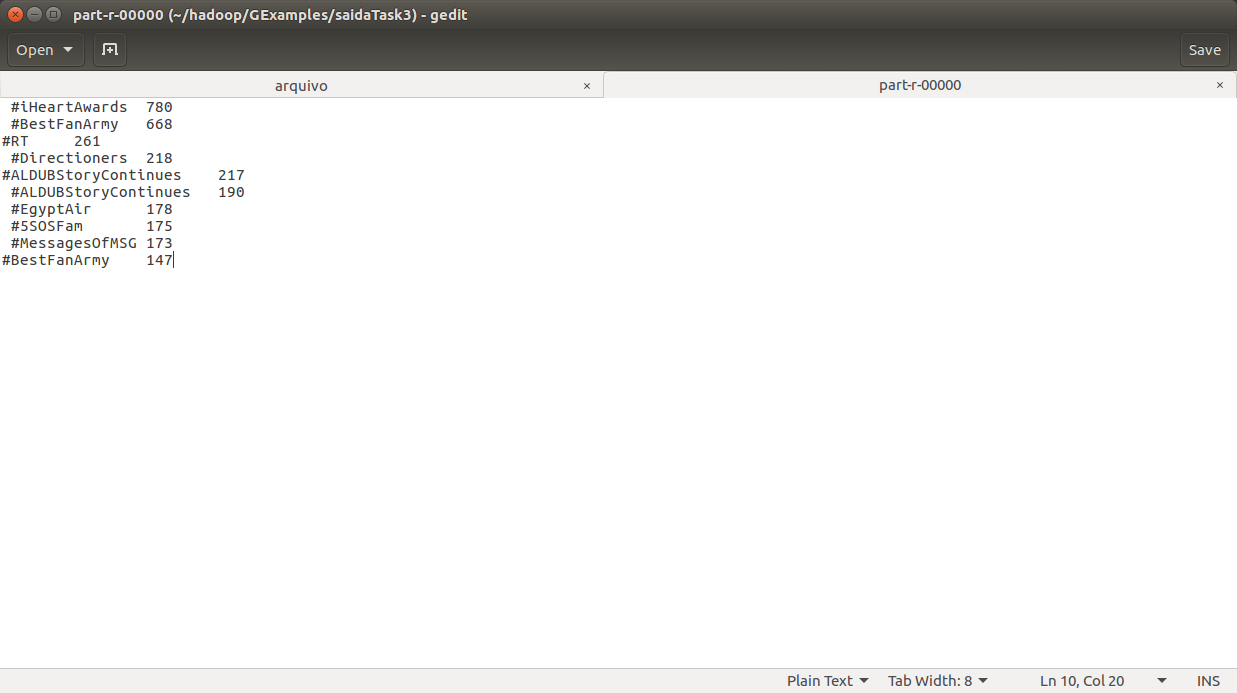 part-r-00000 (~/hadoop/GExamples/saidaTask3) - gedit
Open Save
arquivo × part-r-00000 ×
 #iHeartAwards	780
 #BestFanArmy	668
#RT	261
 #Directioners	218
#ALDUBStoryContinues	217
 #ALDUBStoryContinues	190
 #EgyptAir	178
 #5SOSFam	175
 #MessagesOfMSG	173
#BestFanArmy	147
Plain Text Tab Width: 8 Ln 10, Col 20 INS